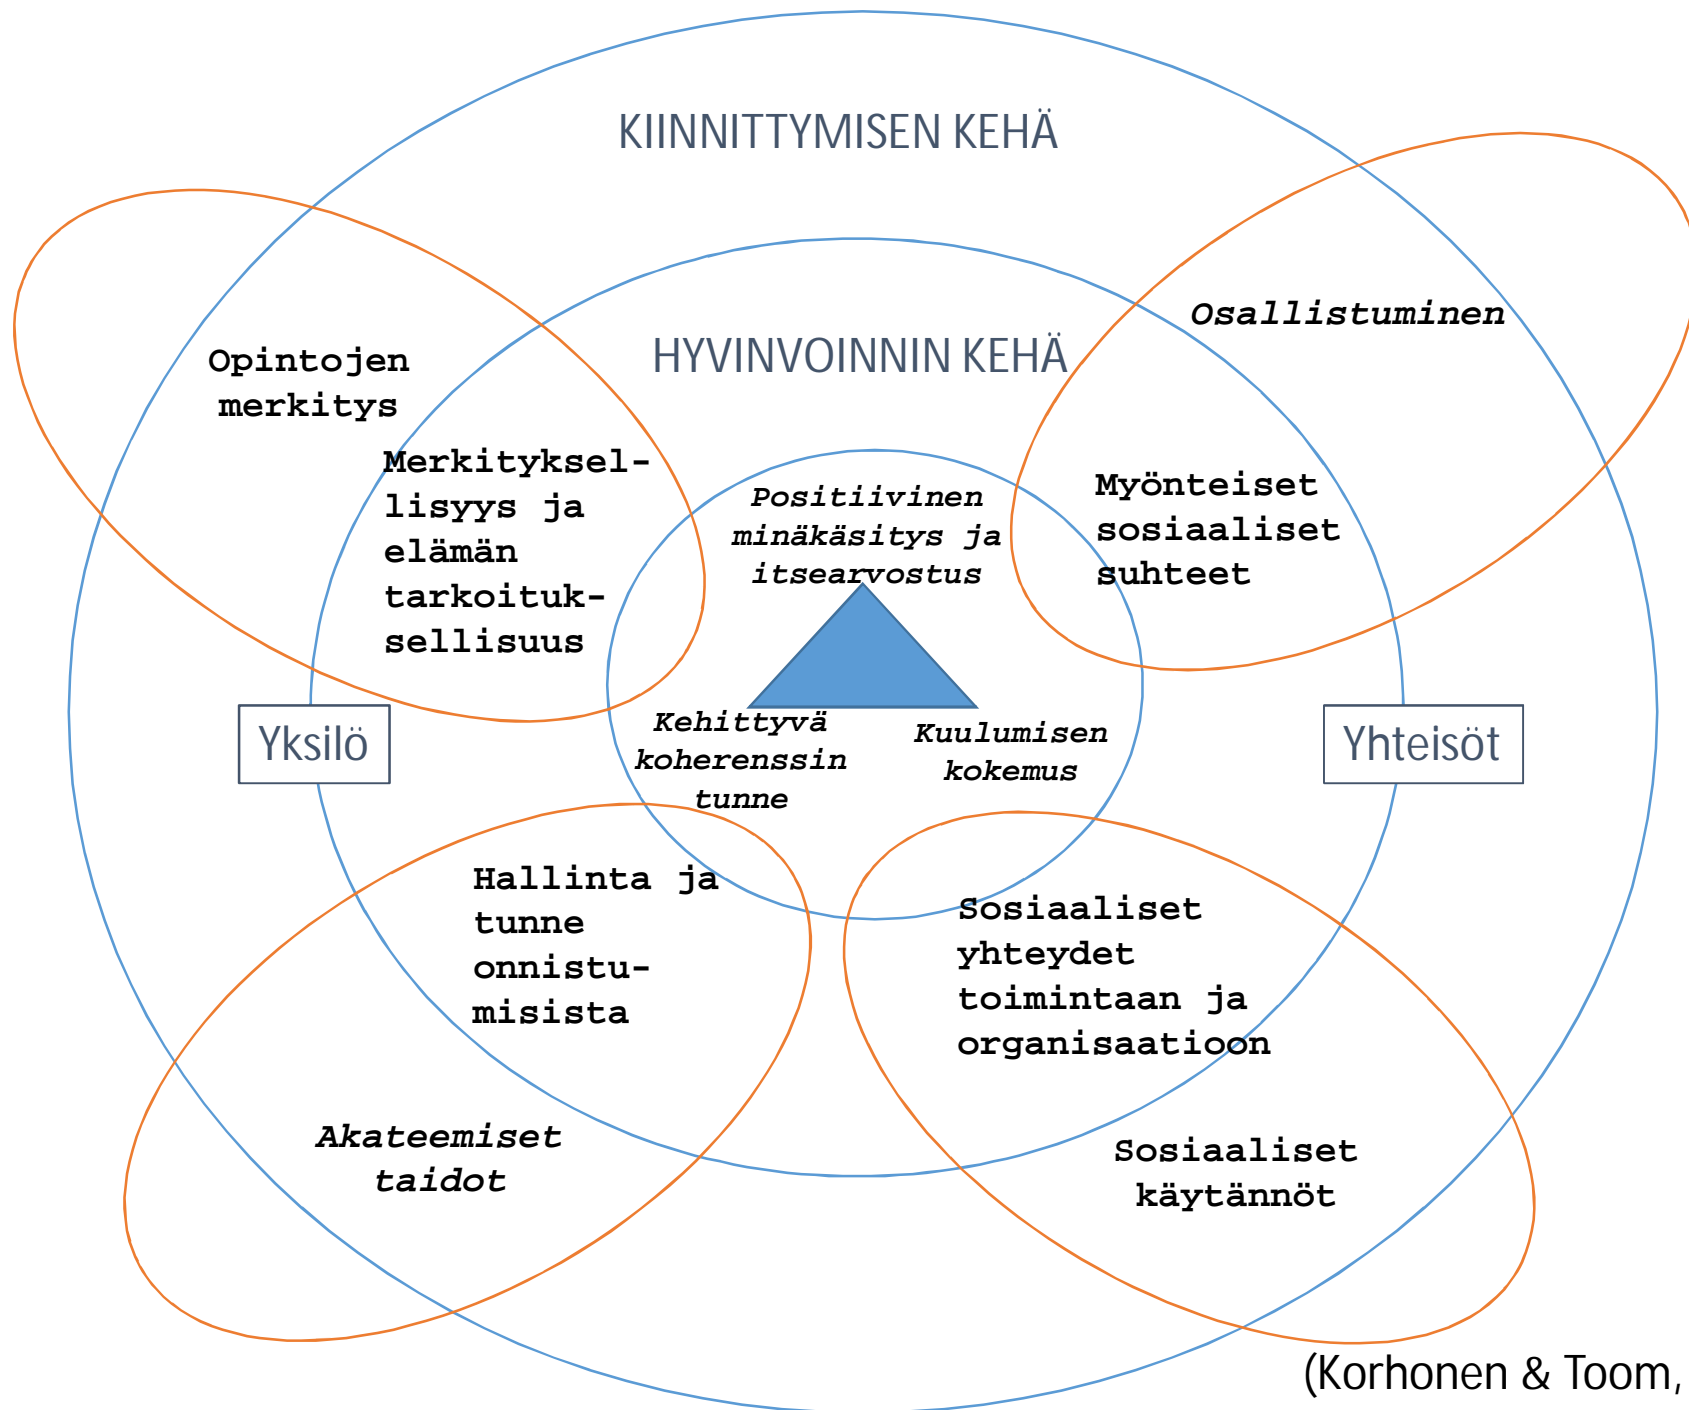 KIINNITTYMISEN KEHÄ
HYVINVOINNIN KEHÄ
Opintojen
merkitys
Merkityksel-
lisyys ja
elämän
tarkoituk-
sellisuus
Osallistuminen
Myönteiset
sosiaaliset
suhteet
Positiivinen
minäkäsitys ja
itsearvostus
Kehittyvä
koherenssin
tunne
Kuulumisen
kokemus
Yksilö
Yhteisöt
Hallinta ja
tunne
onnistu-
misista
Akateemiset
taidot
Sosiaaliset
yhteydet
toimintaan ja
organisaatioon
Sosiaaliset
käytännöt
(Korhonen & Toom,